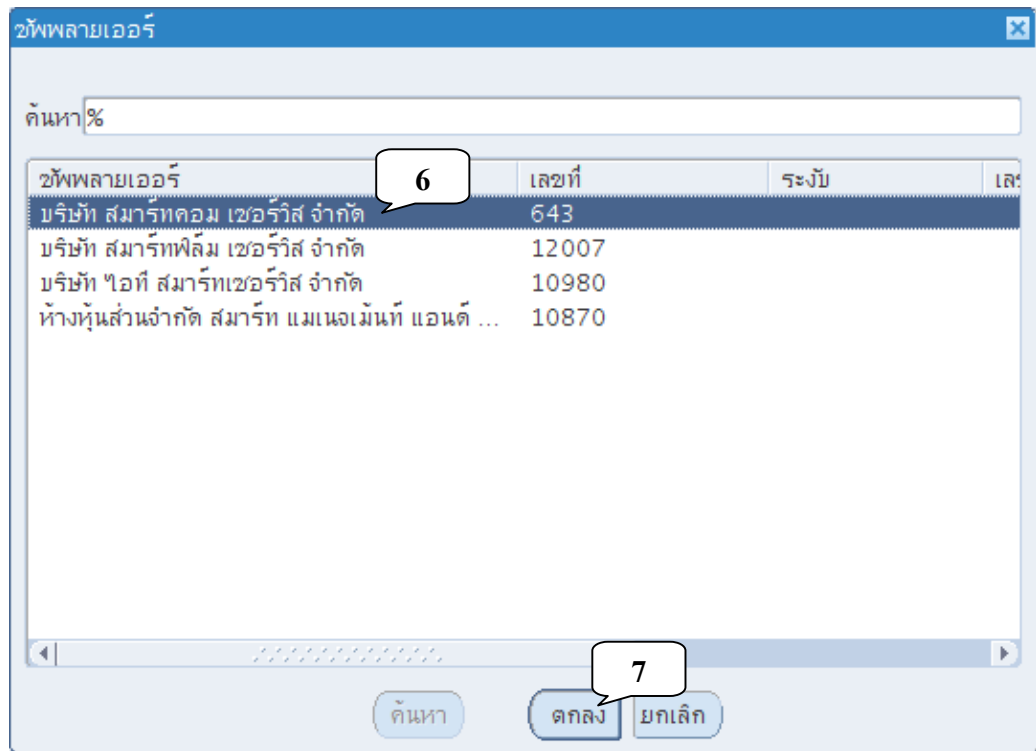 ซัพพลายเออร์
ค้นหา %
ซัพพลายเออร์ 6 เลขที่ ระงับ
บริษัท สมาร์ทคอม เซอร์วิส จำกัด 643
บริษัท สมาร์ทฟิล์ม เซอร์วิส จำกัด 12007
บริษัท ไอที สมาร์ทเซอร์วิส จำกัด 10980
ห้างหุ้นส่วนจำกัด สมาร์ท แมเนจเม้นท์ แอนด์ ... 10870
7
ค้นหา ตกลง ยกเลิก